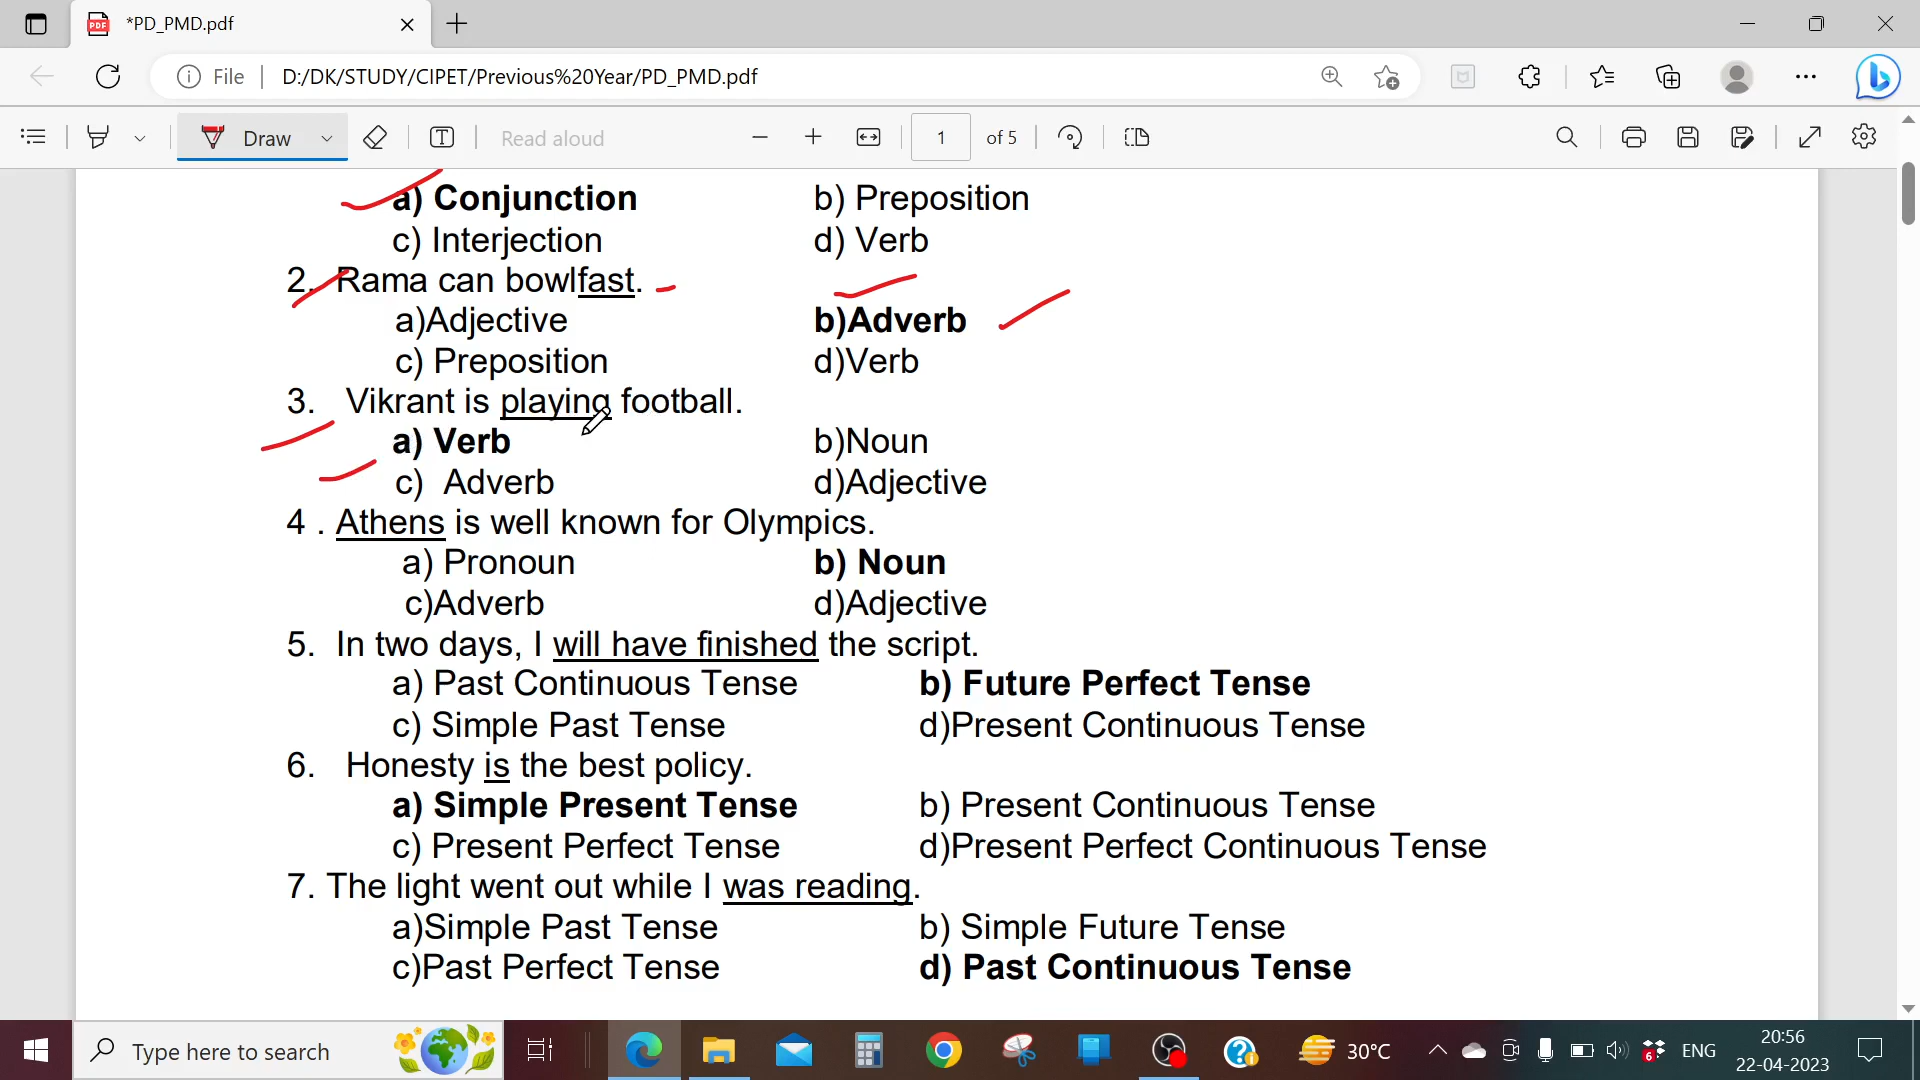 *PD_PMD.pdf
File D:/DK/STUDY/CIPET/Previous%20Year/PD_PMD.pdf
Draw Read aloud 1 of 5
a) Conjunction b) Preposition
c) Interjection d) Verb
2. Rama can bowlfast.
a)Adjective b)Adverb
c) Preposition d)Verb
3. Vikrant is playing football.
a) Verb b)Noun
c) Adverb d)Adjective
4 . Athens is well known for Olympics.
a) Pronoun b) Noun
c)Adverb d)Adjective
5. In two days, I will have finished the script.
a) Past Continuous Tense b) Future Perfect Tense
c) Simple Past Tense d)Present Continuous Tense
6. Honesty is the best policy.
a) Simple Present Tense b) Present Continuous Tense
c) Present Perfect Tense d)Present Perfect Continuous Tense
7. The light went out while I was reading.
a)Simple Past Tense b) Simple Future Tense
c)Past Perfect Tense d) Past Continuous Tense
Type here to search 30°C 6 ENG 20:56
22-04-2023